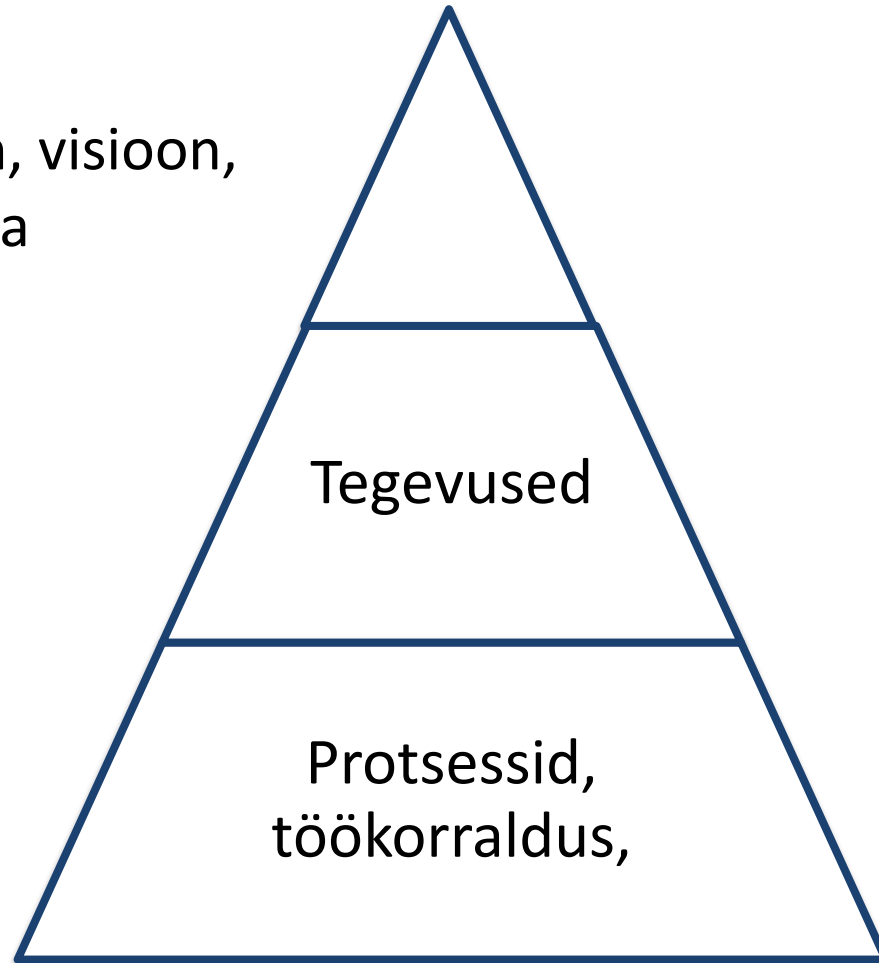 , visioon,
a
Tegevused
Protsessid,
töökorraldus,